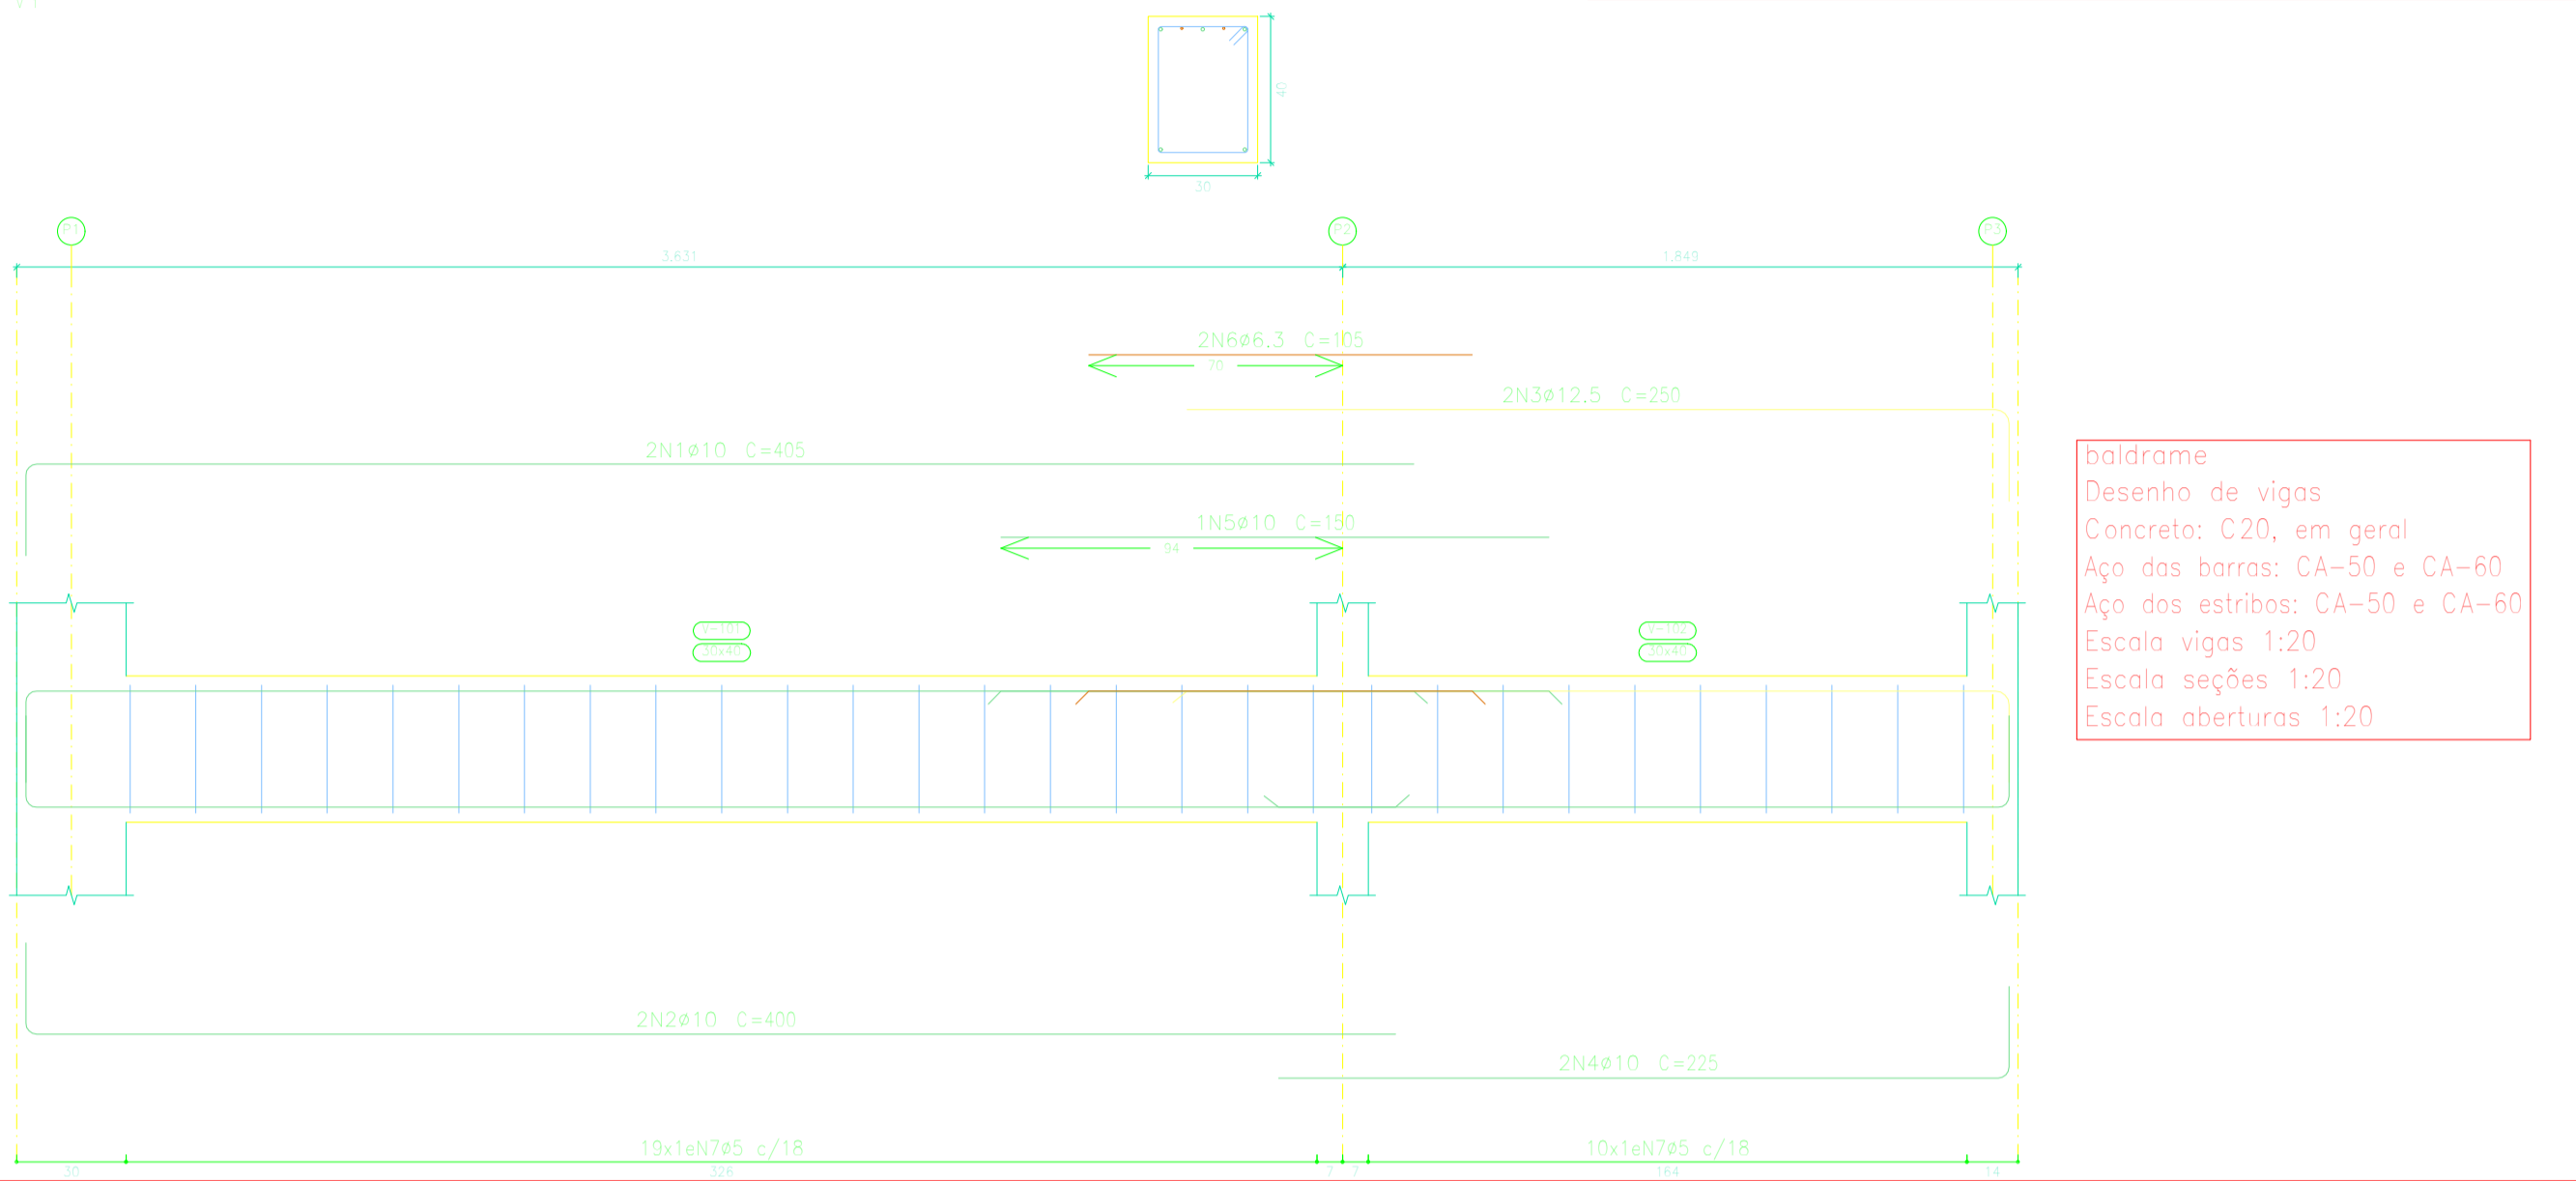 V 1
40
30
P1
P2
P3
3.631
1.849
2N6ø6.3 C=105
70
2N3ø12.5 C=250
2N1ø10 C=405
1N5ø10 C=150
94
V-101
30x40
V-102
30x40
baldrame
Desenho de vigas
Concreto: C20, em geral
Aço das barras: CA-50 e CA-60
Aço dos estribos: CA-50 e CA-60
Escala vigas 1:20
Escala seções 1:20
Escala aberturas 1:20
2N2ø10 C=400
2N4ø10 C=225
19x1eN7ø5 c/18
10x1eN7ø5 c/18
30
326
7
7
164
14